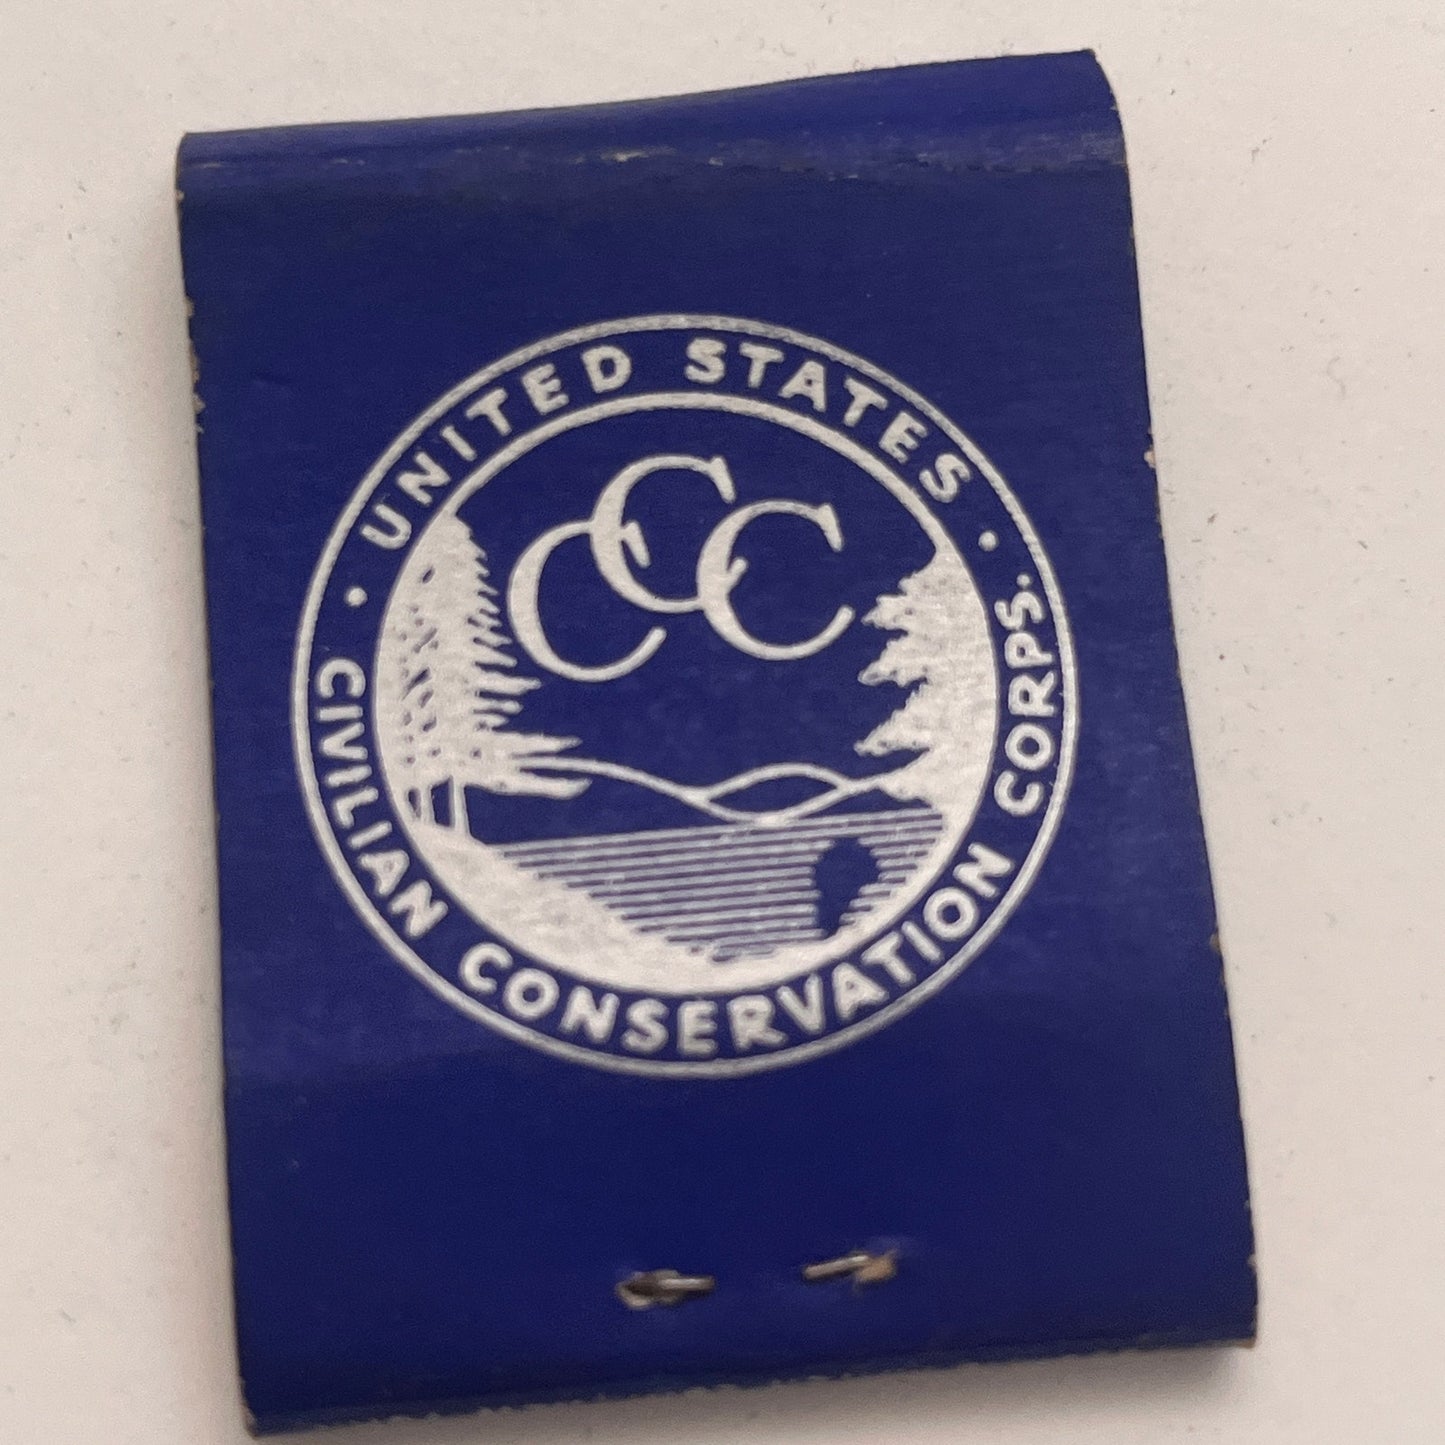 · UNITED STATES ·
CCC
CIVILIAN CONSERVATION CORPS.